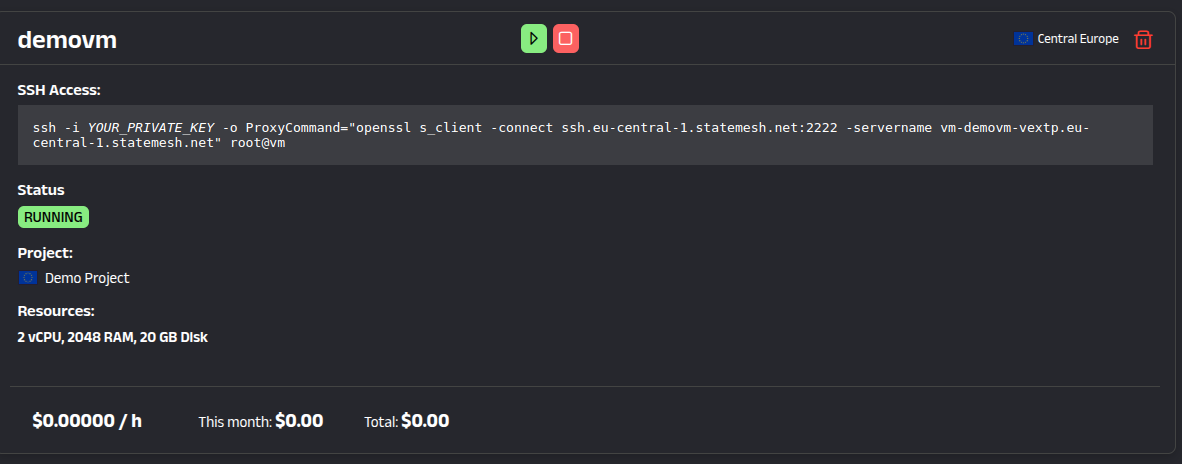 demovm
Central Europe
SSH Access:
ssh -i YOUR_PRIVATE_KEY -o ProxyCommand="openssl s_client -connect ssh.eu-central-1.statemesh.net:2222 -servername vm-demovm-vextp.eu-
central-1.statemesh.net" root@vm
Status
RUNNING
Project:
Demo Project
Resources:
2 vCPU, 2048 RAM, 20 GB Disk
$0.00000 / h This month: $0.00 Total: $0.00